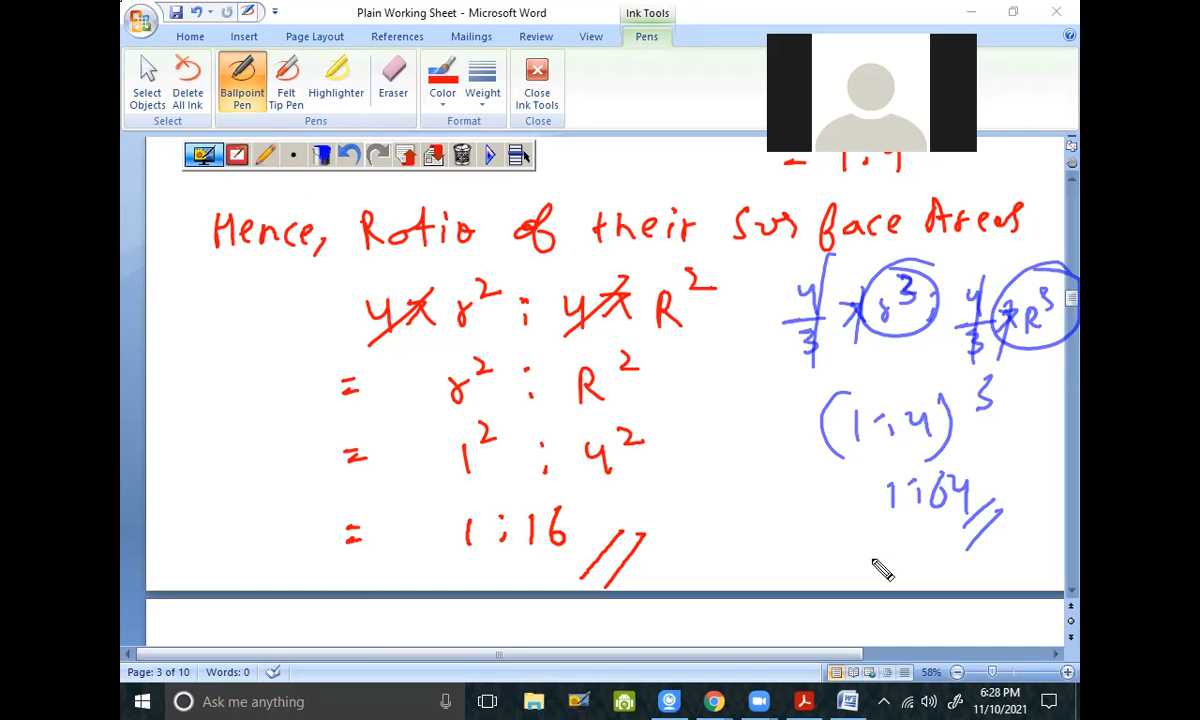 Plain Working Sheet - Microsoft Word
Ink Tools
Home Insert Page Layout References Mailings Review View Pens
Select Objects
Delete All Ink
Ballpoint Pen
Felt Tip Pen
Highlighter
Eraser
Color
Weight
Close Ink Tools
Select Pens Format Close
= 1:4
Hence, Ratio of their Surface Areas
4π r² : 4π R²
= r² : R²
= 1² : 4²
= 1 : 16
4/3 π r³ : 4/3 π R³
(1:4)³
1:64
Page: 3 of 10 Words: 0 58%
Ask me anything
6:28 PM
11/10/2021